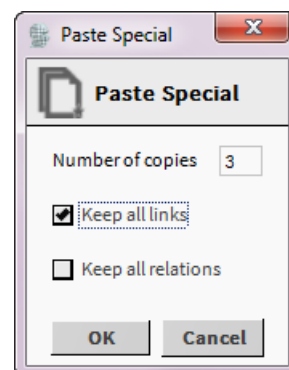 Paste Special
Paste Special
Number of copies 3
Keep all links
Keep all relations
OK Cancel